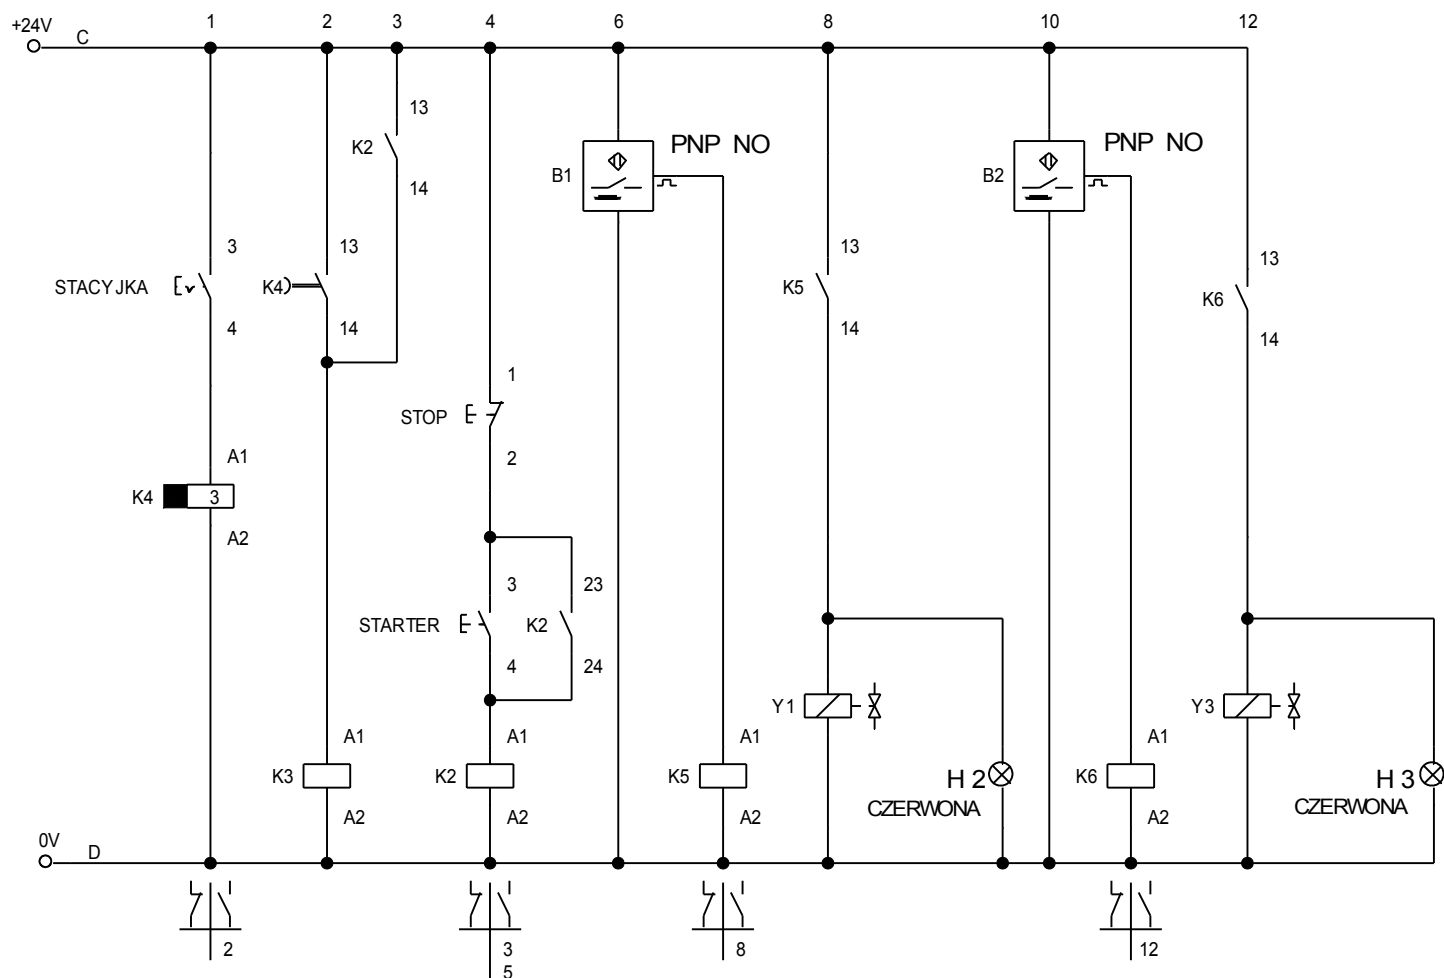 1 2 3 4 6 8 10 12
+24V C
13
K2
14
PNP NO
B1
PNP NO
B2
3 13 13 13
STACYJKA K4 K5 K6
4 14 14 14
1
STOP
2
A1
K4 3
A2
3 23
STARTER K2
4 24
Y1 Y3
A1 A1 A1 A1
K3 K2 K5 H 2 K6 H 3
CZERWONA CZERWONA
A2 A2 A2 A2
0V D
2 3 8 12
5